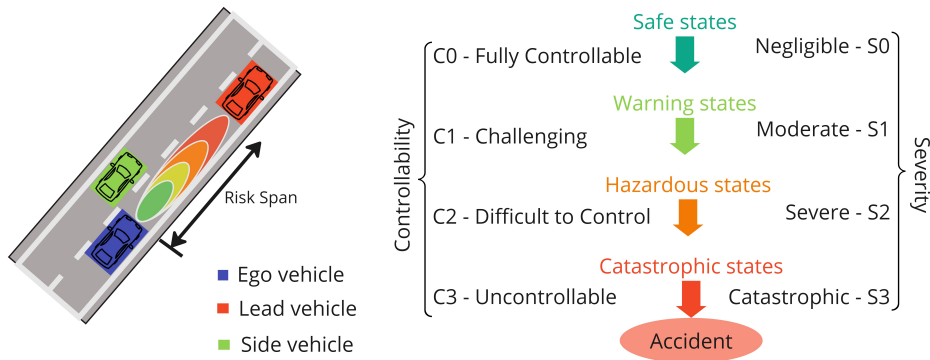 Risk Span
Ego vehicle
Lead vehicle
Side vehicle
Controllability
Safe states
C0 - Fully Controllable
Negligible - S0
Warning states
C1 - Challenging
Moderate - S1
Hazardous states
C2 - Difficult to Control
Severe - S2
Catastrophic states
C3 - Uncontrollable
Catastrophic - S3
Accident
Severity